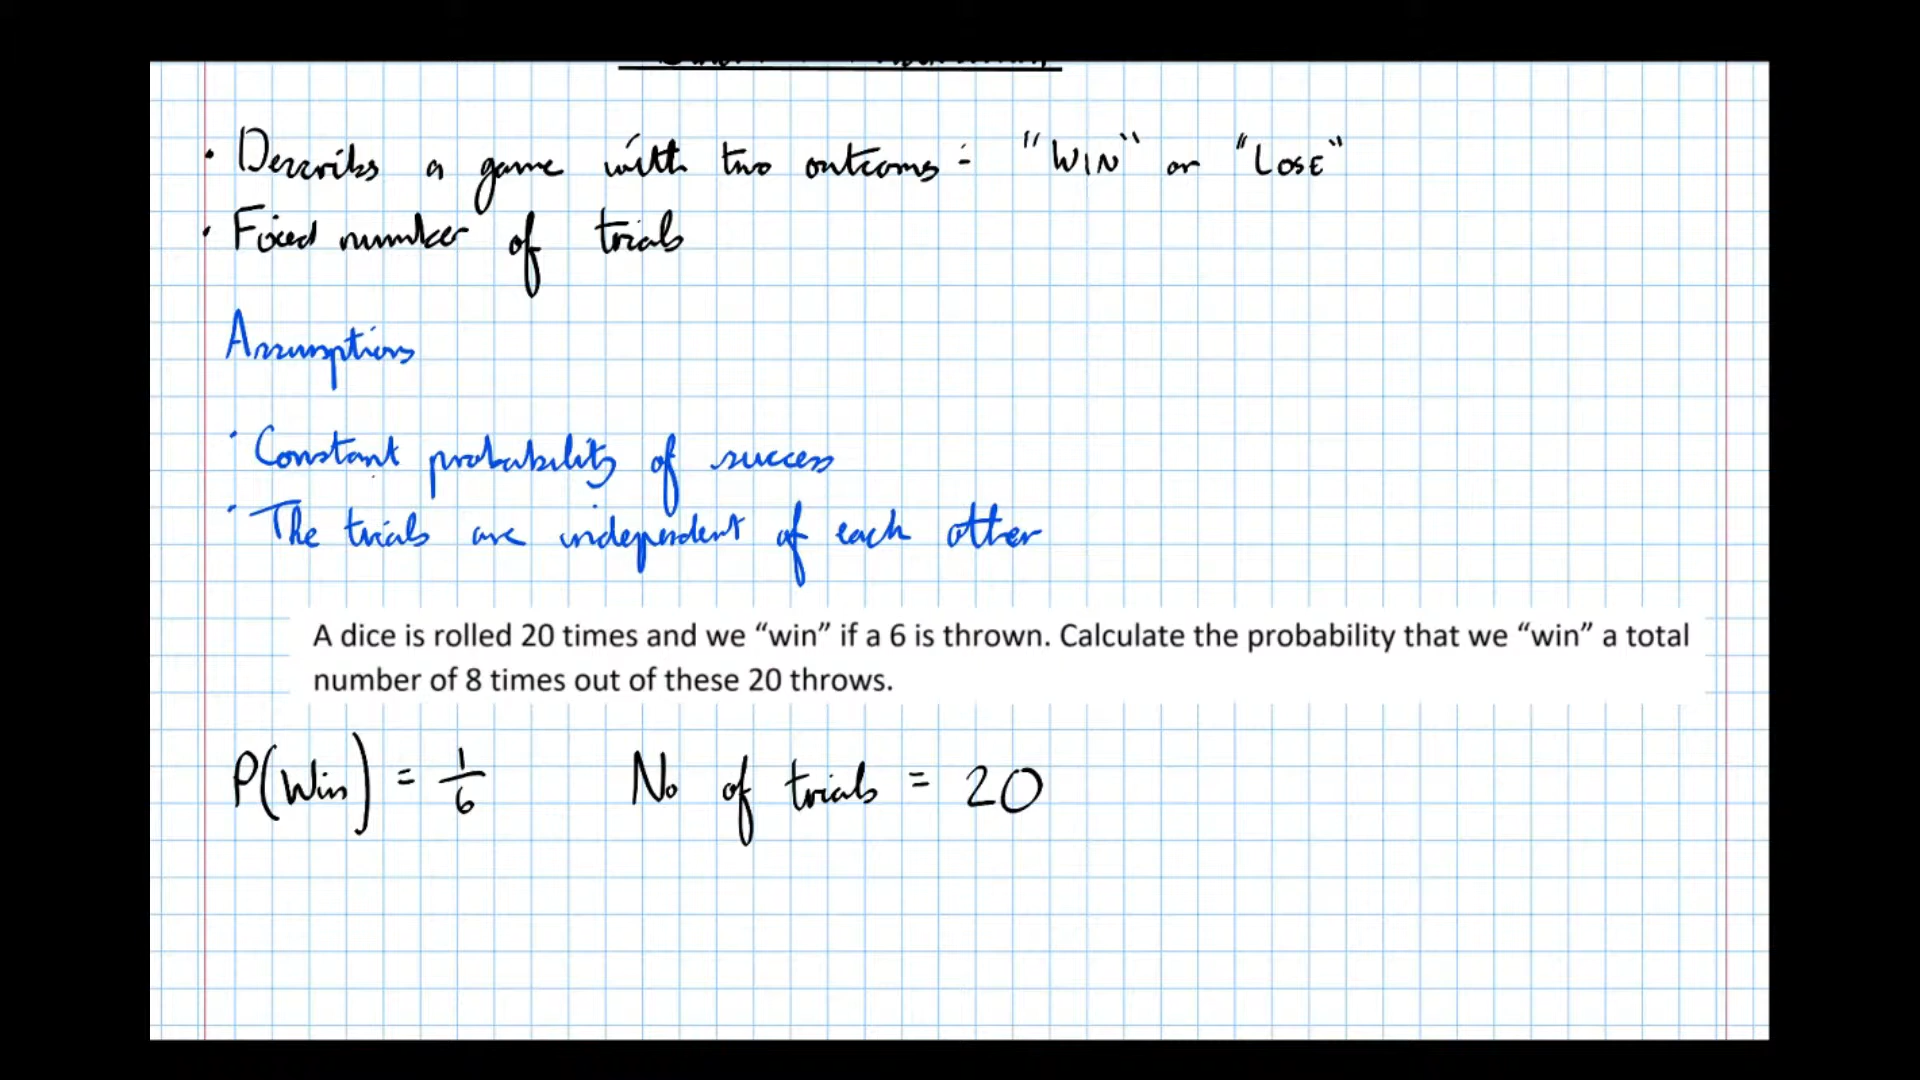 · Describes a game with two outcomes: "WIN" or "LOSE"
· Fixed number of trials
Assumptions
· Constant probability of success
· The trials are independent of each other
A dice is rolled 20 times and we “win” if a 6 is thrown. Calculate the probability that we “win” a total
number of 8 times out of these 20 throws.
P(Win) = 1/6 No of trials = 20